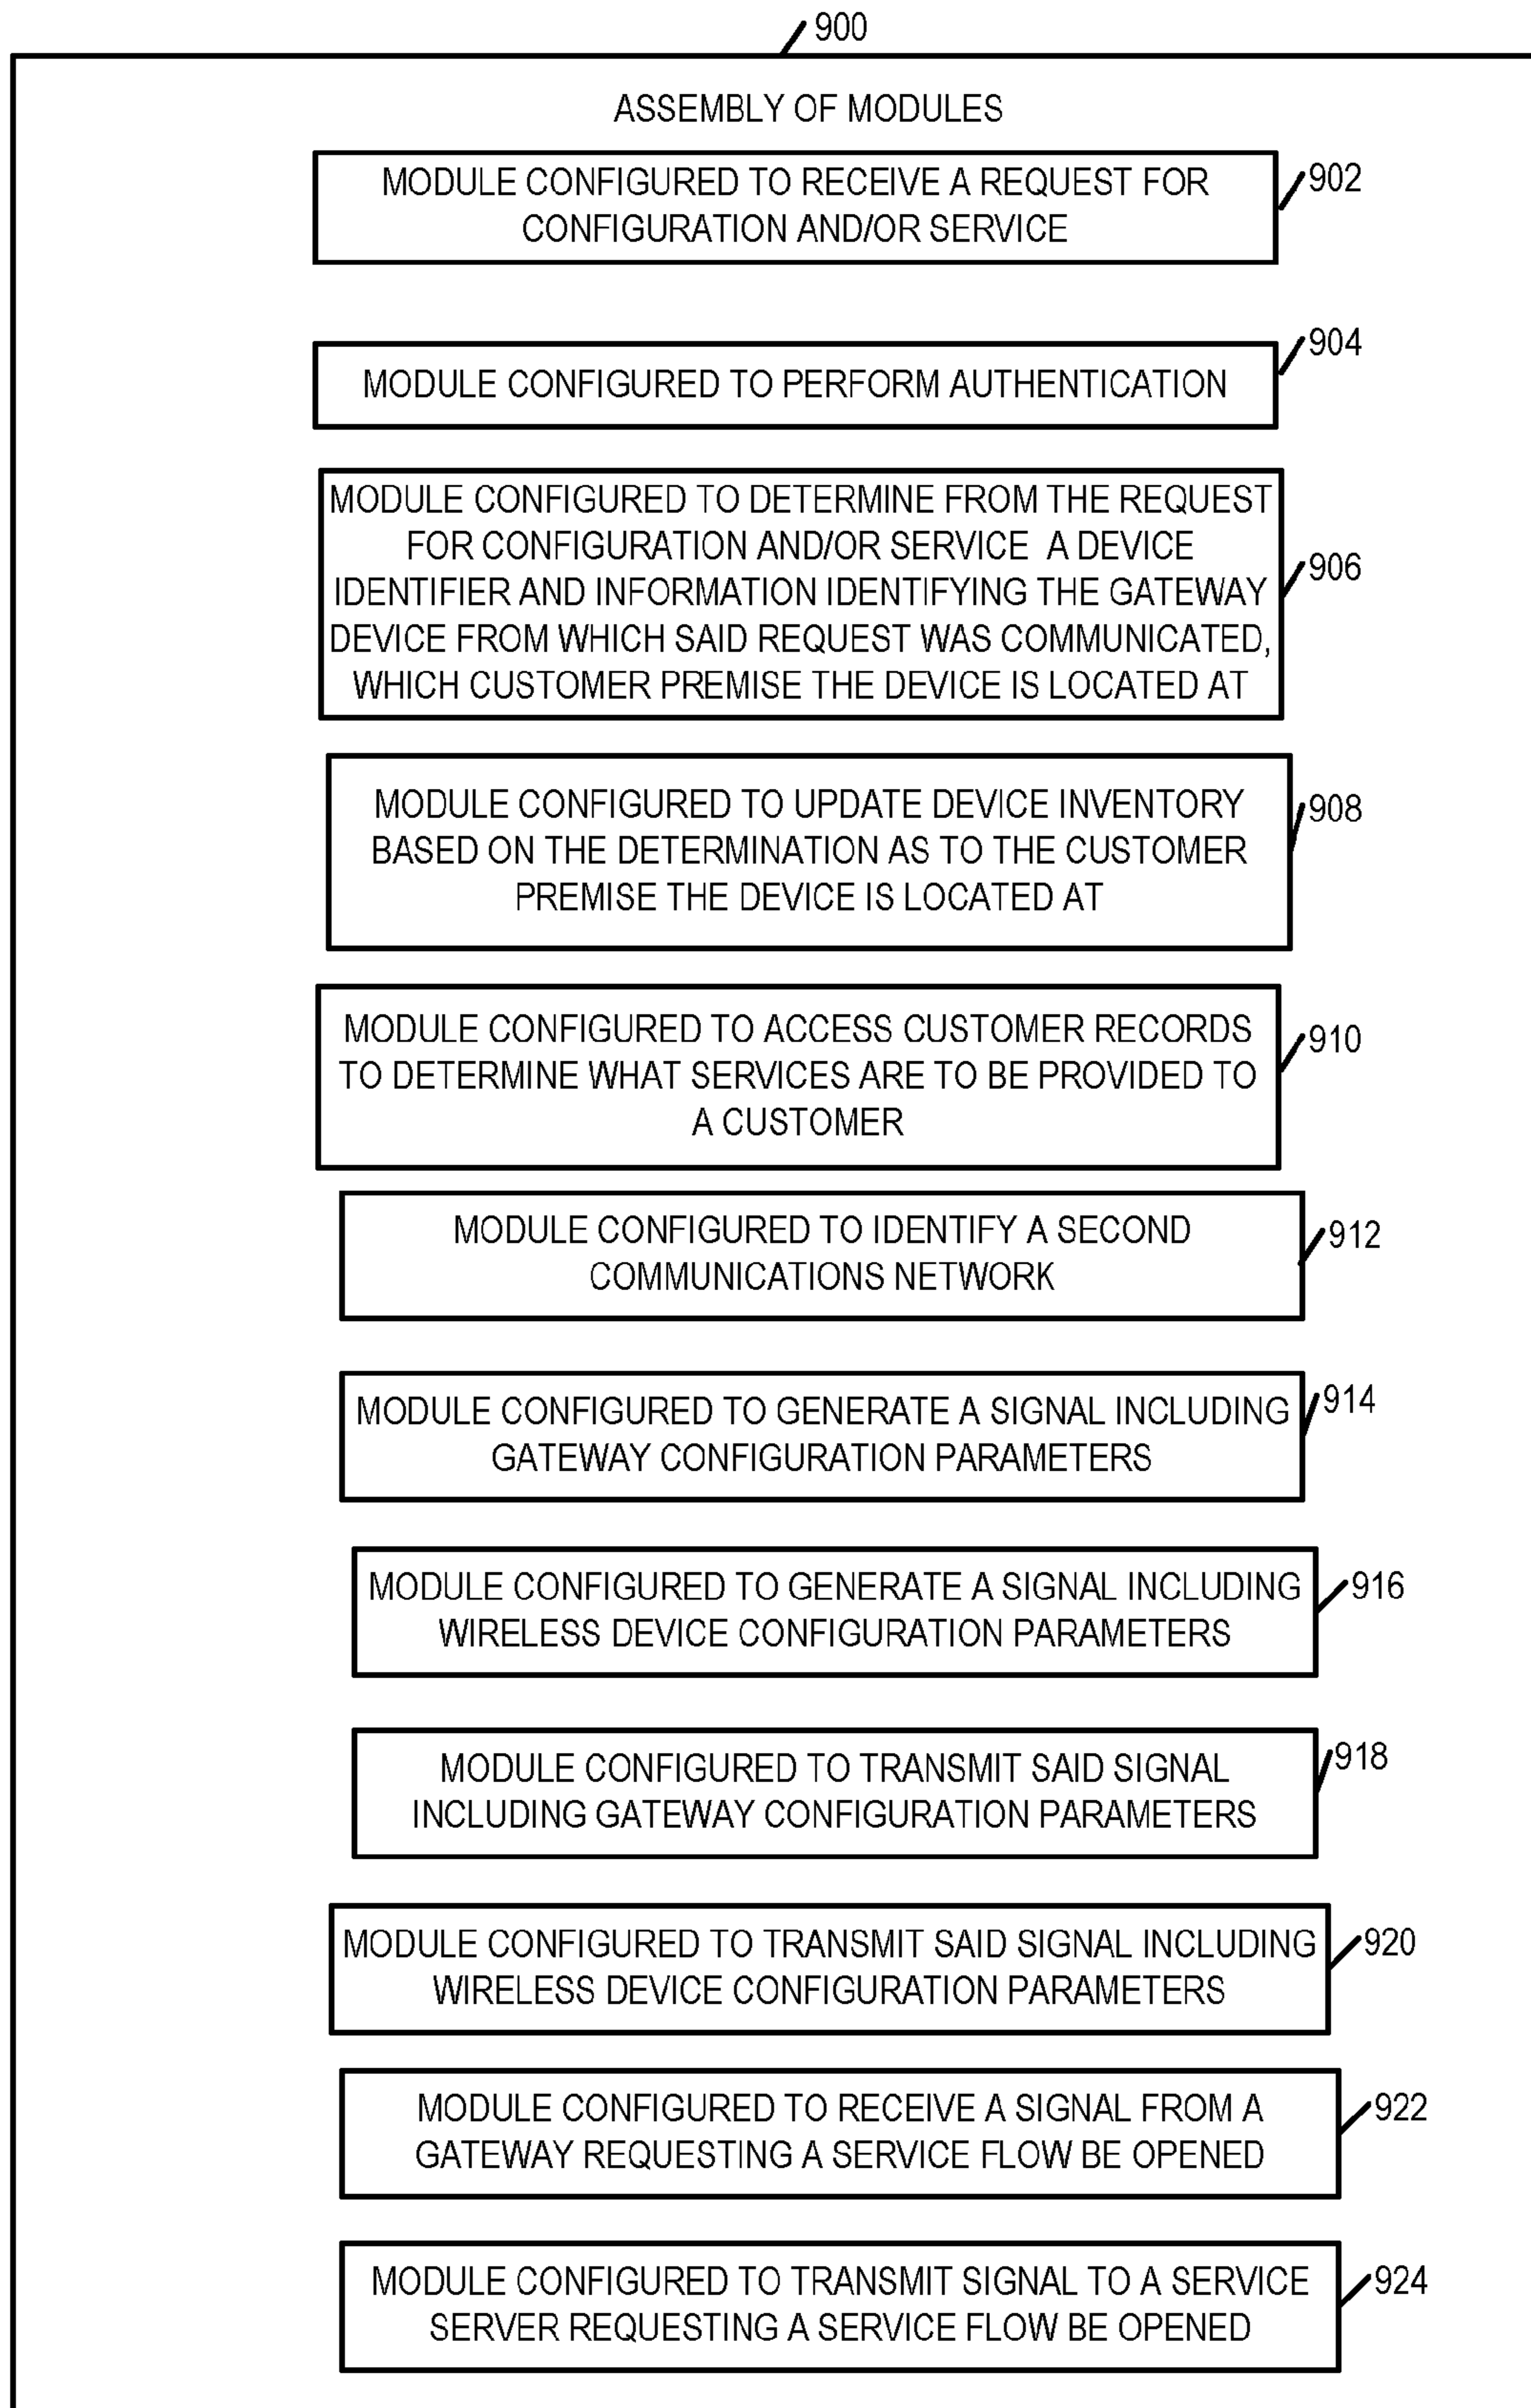 900
ASSEMBLY OF MODULES
MODULE CONFIGURED TO RECEIVE A REQUEST FOR
CONFIGURATION AND/OR SERVICE
902
MODULE CONFIGURED TO PERFORM AUTHENTICATION
904
MODULE CONFIGURED TO DETERMINE FROM THE REQUEST
FOR CONFIGURATION AND/OR SERVICE A DEVICE
IDENTIFIER AND INFORMATION IDENTIFYING THE GATEWAY
DEVICE FROM WHICH SAID REQUEST WAS COMMUNICATED,
WHICH CUSTOMER PREMISE THE DEVICE IS LOCATED AT
906
MODULE CONFIGURED TO UPDATE DEVICE INVENTORY
BASED ON THE DETERMINATION AS TO THE CUSTOMER
PREMISE THE DEVICE IS LOCATED AT
908
MODULE CONFIGURED TO ACCESS CUSTOMER RECORDS
TO DETERMINE WHAT SERVICES ARE TO BE PROVIDED TO
A CUSTOMER
910
MODULE CONFIGURED TO IDENTIFY A SECOND
COMMUNICATIONS NETWORK
912
MODULE CONFIGURED TO GENERATE A SIGNAL INCLUDING
GATEWAY CONFIGURATION PARAMETERS
914
MODULE CONFIGURED TO GENERATE A SIGNAL INCLUDING
WIRELESS DEVICE CONFIGURATION PARAMETERS
916
MODULE CONFIGURED TO TRANSMIT SAID SIGNAL
INCLUDING GATEWAY CONFIGURATION PARAMETERS
918
MODULE CONFIGURED TO TRANSMIT SAID SIGNAL INCLUDING
WIRELESS DEVICE CONFIGURATION PARAMETERS
920
MODULE CONFIGURED TO RECEIVE A SIGNAL FROM A
GATEWAY REQUESTING A SERVICE FLOW BE OPENED
922
MODULE CONFIGURED TO TRANSMIT SIGNAL TO A SERVICE
SERVER REQUESTING A SERVICE FLOW BE OPENED
924